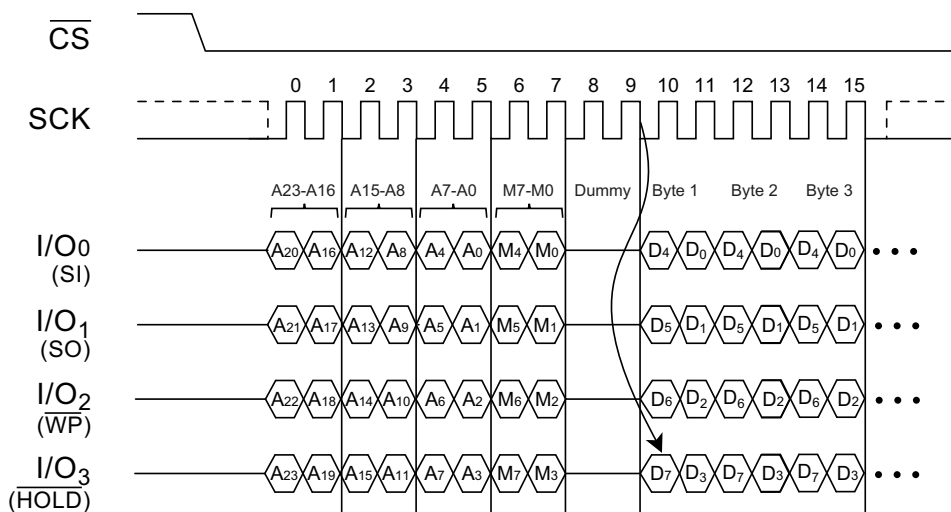 CS
0 1 2 3 4 5 6 7 8 9 10 11 12 13 14 15
SCK
A23-A16 A15-A8 A7-A0 M7-M0 Dummy Byte 1 Byte 2 Byte 3
I/O0 A20 A16 A12 A8 A4 A0 M4 M0 D4 D0 D4 D0 D4 D0
(SI)
I/O1 A21 A17 A13 A9 A5 A1 M5 M1 D5 D1 D5 D1 D5 D1
(SO)
I/O2 A22 A18 A14 A10 A6 A2 M6 M2 D6 D2 D6 D2 D6 D2
(WP)
I/O3 A23 A19 A15 A11 A7 A3 M7 M3 D7 D3 D7 D3 D7 D3
(HOLD)